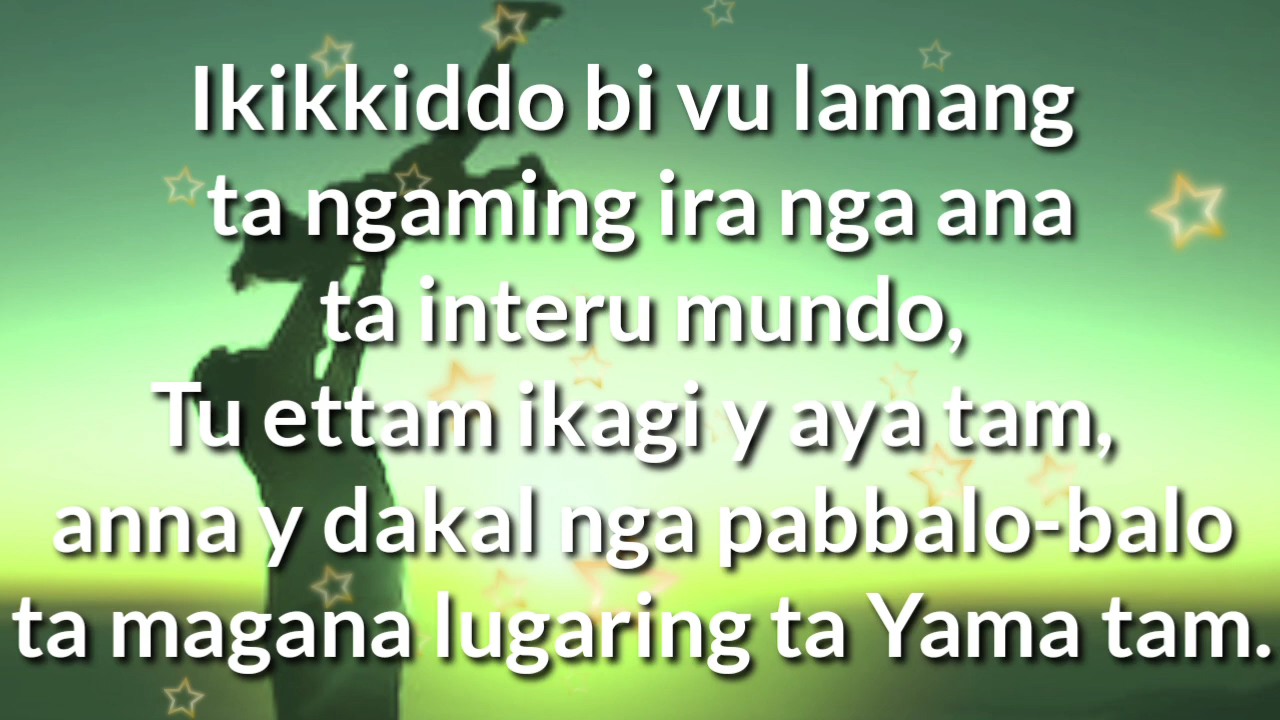 Ikikkiddo bi vu lamang
ta ngaming ira nga ana
ta interu mundo,
Tu ettam ikagi y aya tam,
anna y dakal nga pabbalo-balo
ta magana lugaring ta Yama tam.